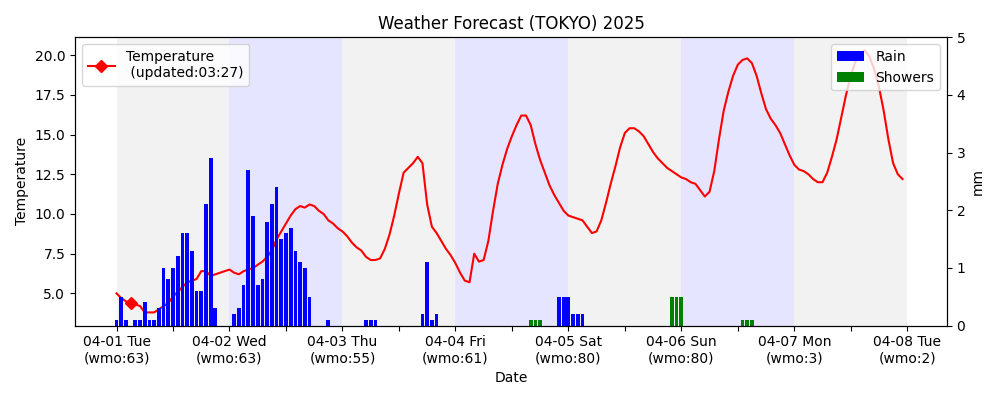 Weather Forecast (TOKYO) 2025
Temperature
(updated:03:27)
Rain
Showers
20.0
17.5
15.0
12.5
10.0
7.5
5.0
Temperature
5
4
3
2
1
0
mm
04-01 Tue
(wmo:63)
04-02 Wed
(wmo:63)
04-03 Thu
(wmo:55)
04-04 Fri
(wmo:61)
04-05 Sat
(wmo:80)
04-06 Sun
(wmo:80)
04-07 Mon
(wmo:3)
04-08 Tue
(wmo:2)
Date